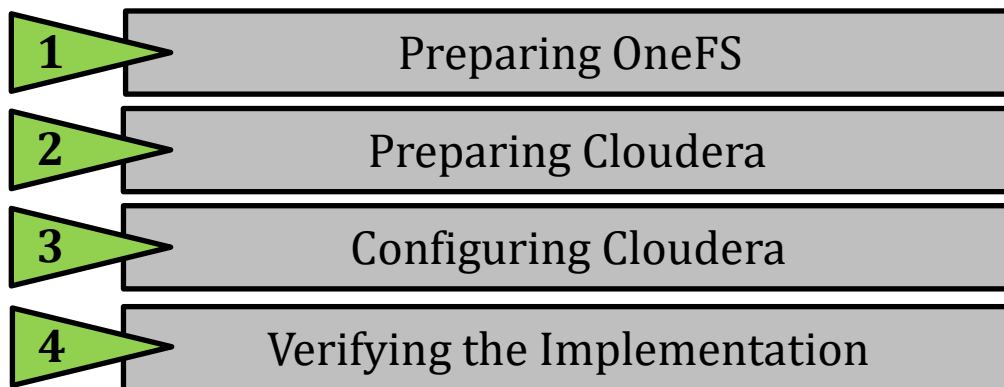 1 Preparing OneFS
2 Preparing Cloudera
3 Configuring Cloudera
4 Verifying the Implementation